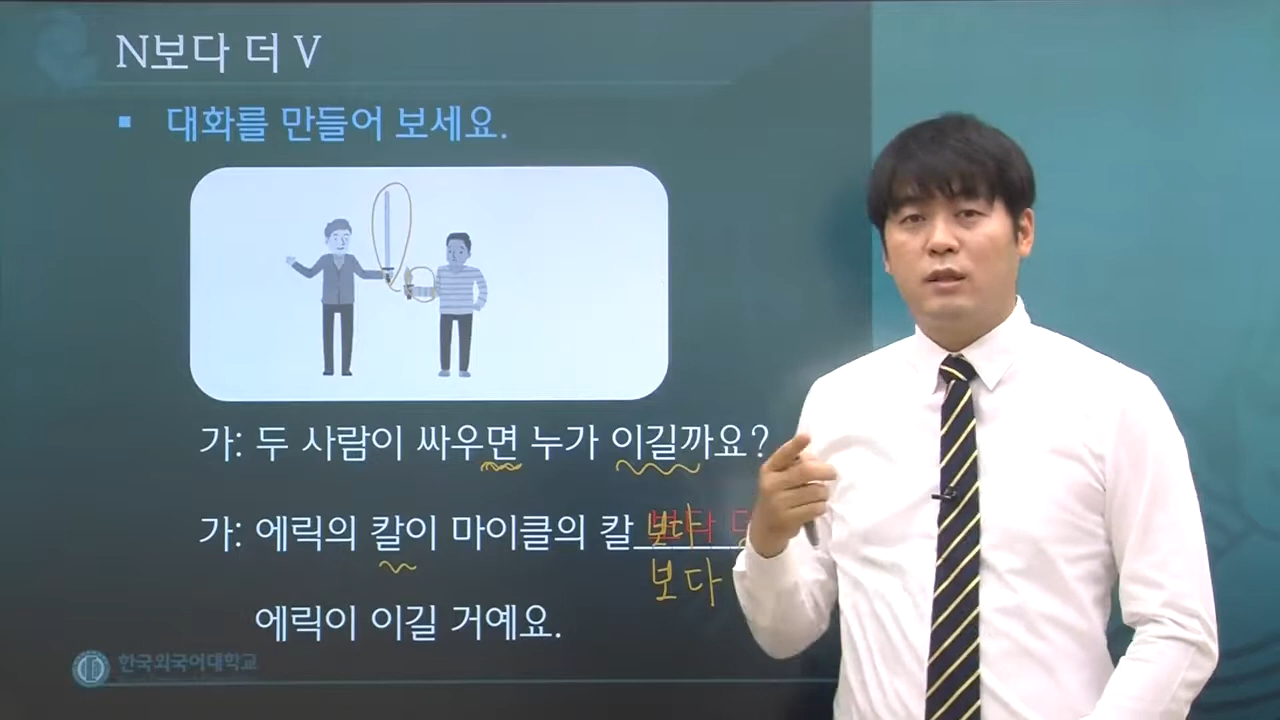 N보다 더 V
▪ 대화를 만들어 보세요.
가: 두 사람이 싸우면 누가 이길까요?
가: 에릭의 칼이 마이클의 칼 보다
보다
에릭이 이길 거예요.
한국외국어대학교